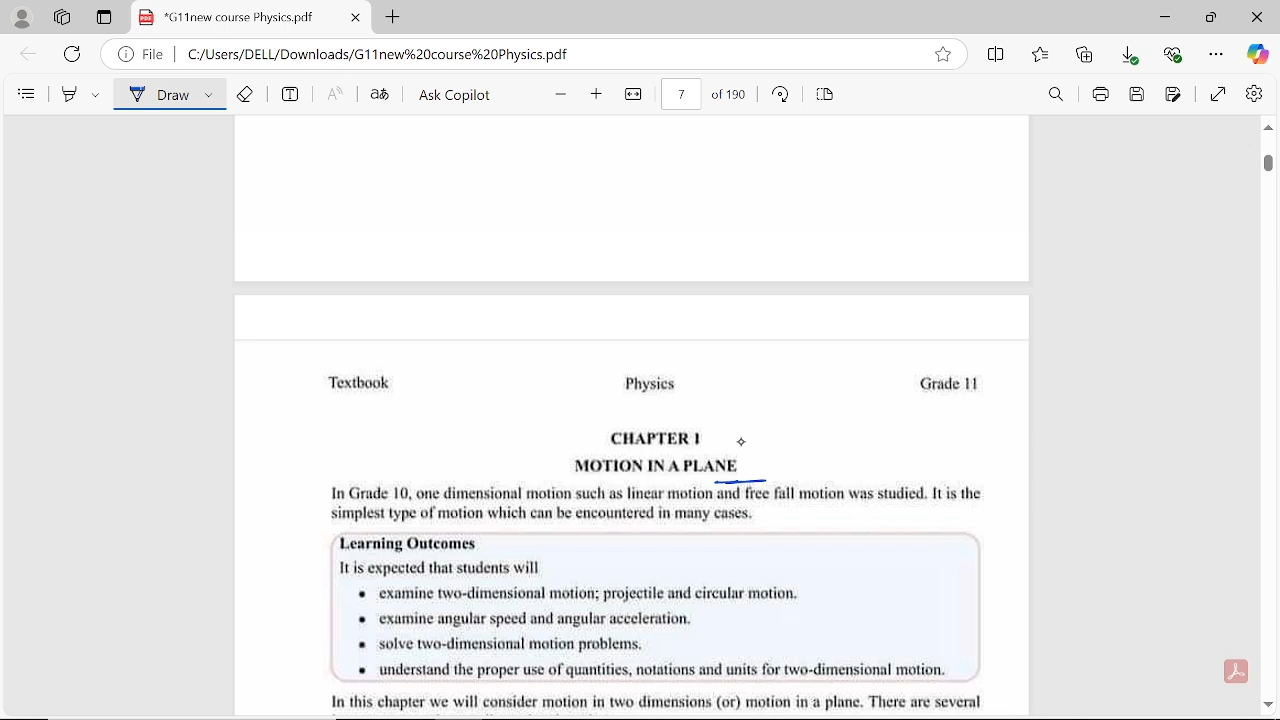 *G11new course Physics.pdf
File
C:/Users/DELL/Downloads/G11new%20course%20Physics.pdf
Draw
Ask Copilot
7 of 190
Textbook Physics Grade 11
CHAPTER 1
MOTION IN A PLANE
In Grade 10, one dimensional motion such as linear motion and free fall motion was studied. It is the
simplest type of motion which can be encountered in many cases.
Learning Outcomes
It is expected that students will
• examine two-dimensional motion; projectile and circular motion.
• examine angular speed and angular acceleration.
• solve two-dimensional motion problems.
• understand the proper use of quantities, notations and units for two-dimensional motion.
In this chapter we will consider motion in two dimensions (or) motion in a plane. There are several